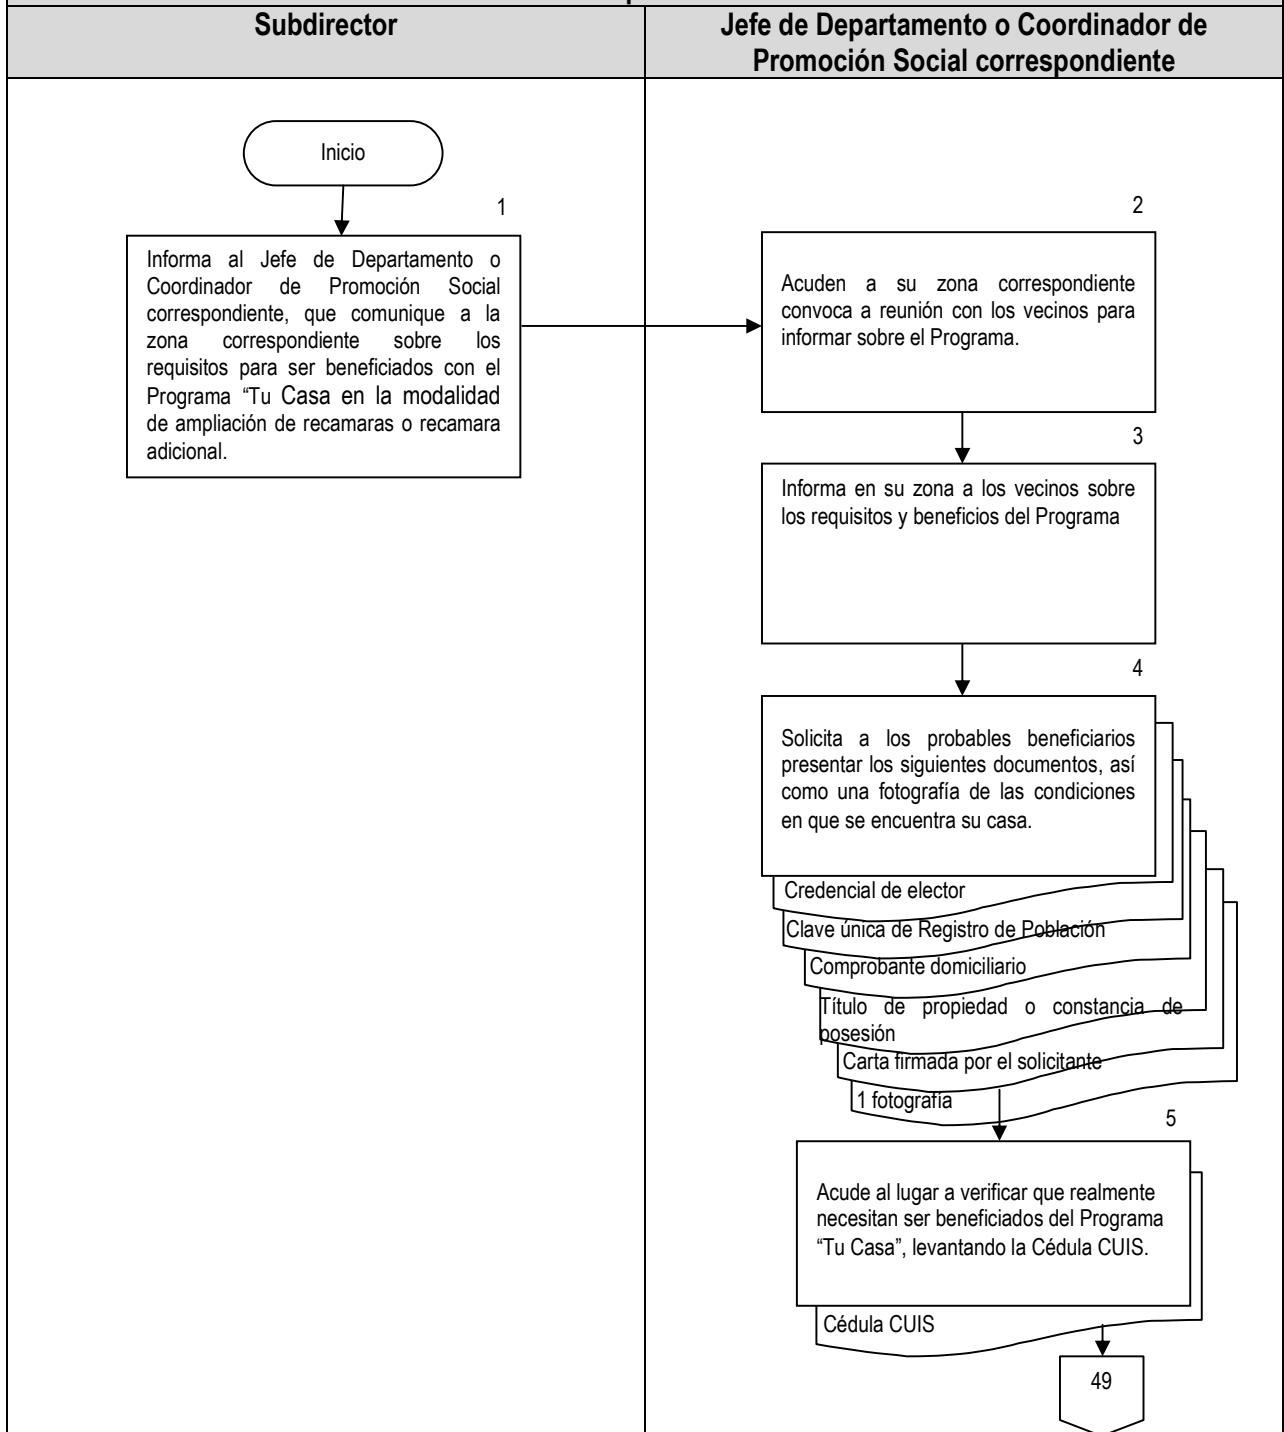 Subdirector
Jefe de Departamento o Coordinador de
Promoción Social correspondiente
Inicio
1
Informa al Jefe de Departamento o
Coordinador de Promoción Social
correspondiente, que comunique a la
zona correspondiente sobre los
requisitos para ser beneficiados con el
Programa “Tu Casa en la modalidad
de ampliación de recamaras o recamara
adicional.
2
Acuden a su zona correspondiente
convoca a reunión con los vecinos para
informar sobre el Programa.
3
Informa en su zona a los vecinos sobre
los requisitos y beneficios del Programa
4
Solicita a los probables beneficiarios
presentar los siguientes documentos, así
como una fotografía de las condiciones
en que se encuentra su casa.
Credencial de elector
Clave única de Registro de Población
Comprobante domiciliario
Título de propiedad o constancia de
posesión
Carta firmada por el solicitante
1 fotografía
5
Acude al lugar a verificar que realmente
necesitan ser beneficiados del Programa
“Tu Casa”, levantando la Cédula CUIS.
Cédula CUIS
49